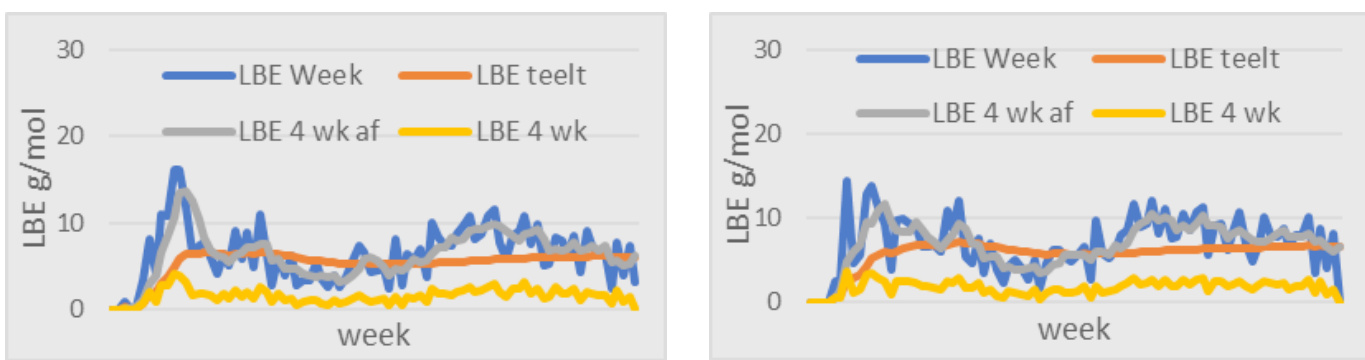 30
LBE Week LBE teelt
20
LBE 4 wk af LBE 4 wk
10
0
LBE g/mol
week
30
LBE Week LBE teelt
20
LBE 4 wk af LBE 4 wk
10
0
LBE g/mol
week